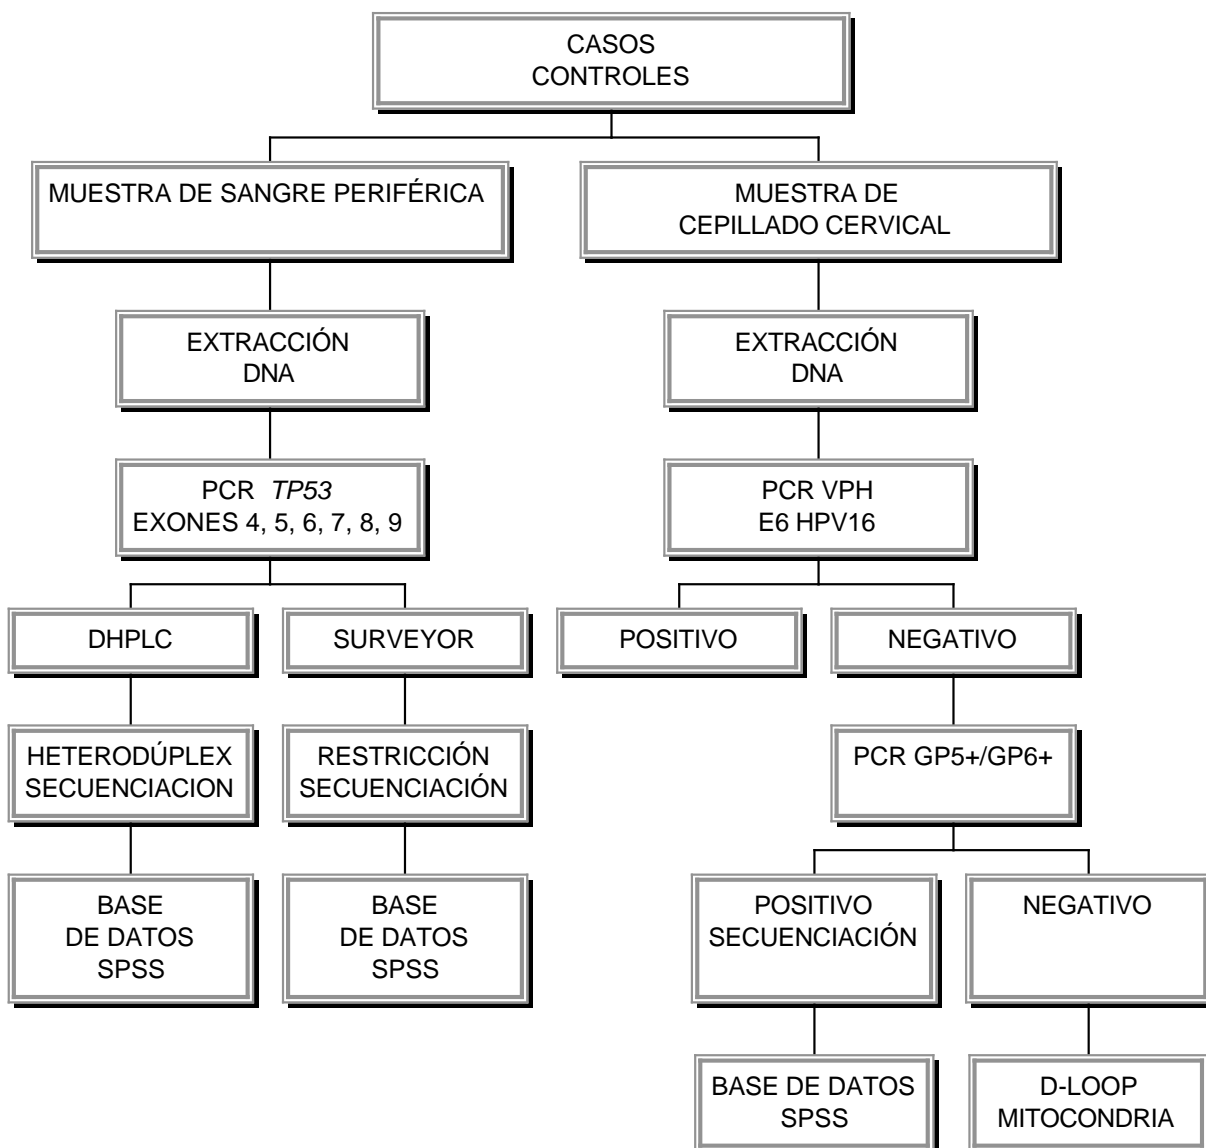 CASOS
CONTROLES
MUESTRA DE SANGRE PERIFÉRICA
MUESTRA DE
CEPILLADO CERVICAL
EXTRACCIÓN
DNA
EXTRACCIÓN
DNA
PCR TP53
EXONES 4, 5, 6, 7, 8, 9
PCR VPH
E6 HPV16
DHPLC
SURVEYOR
POSITIVO
NEGATIVO
HETERODÚPLEX
SECUENCIACION
RESTRICCIÓN
SECUENCIACIÓN
PCR GP5+/GP6+
BASE
DE DATOS
SPSS
BASE
DE DATOS
SPSS
POSITIVO
SECUENCIACIÓN
NEGATIVO
BASE DE DATOS
SPSS
D-LOOP
MITOCONDRIA